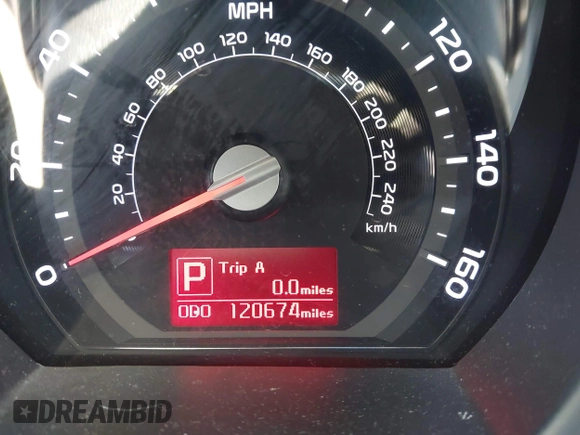 MPH
40
120
100 120 140 160
80 180
60 200
20 40 220 140
20 240
km/h
0 160
P Trip A
0.0miles
ODO 120674miles
DREAMBID